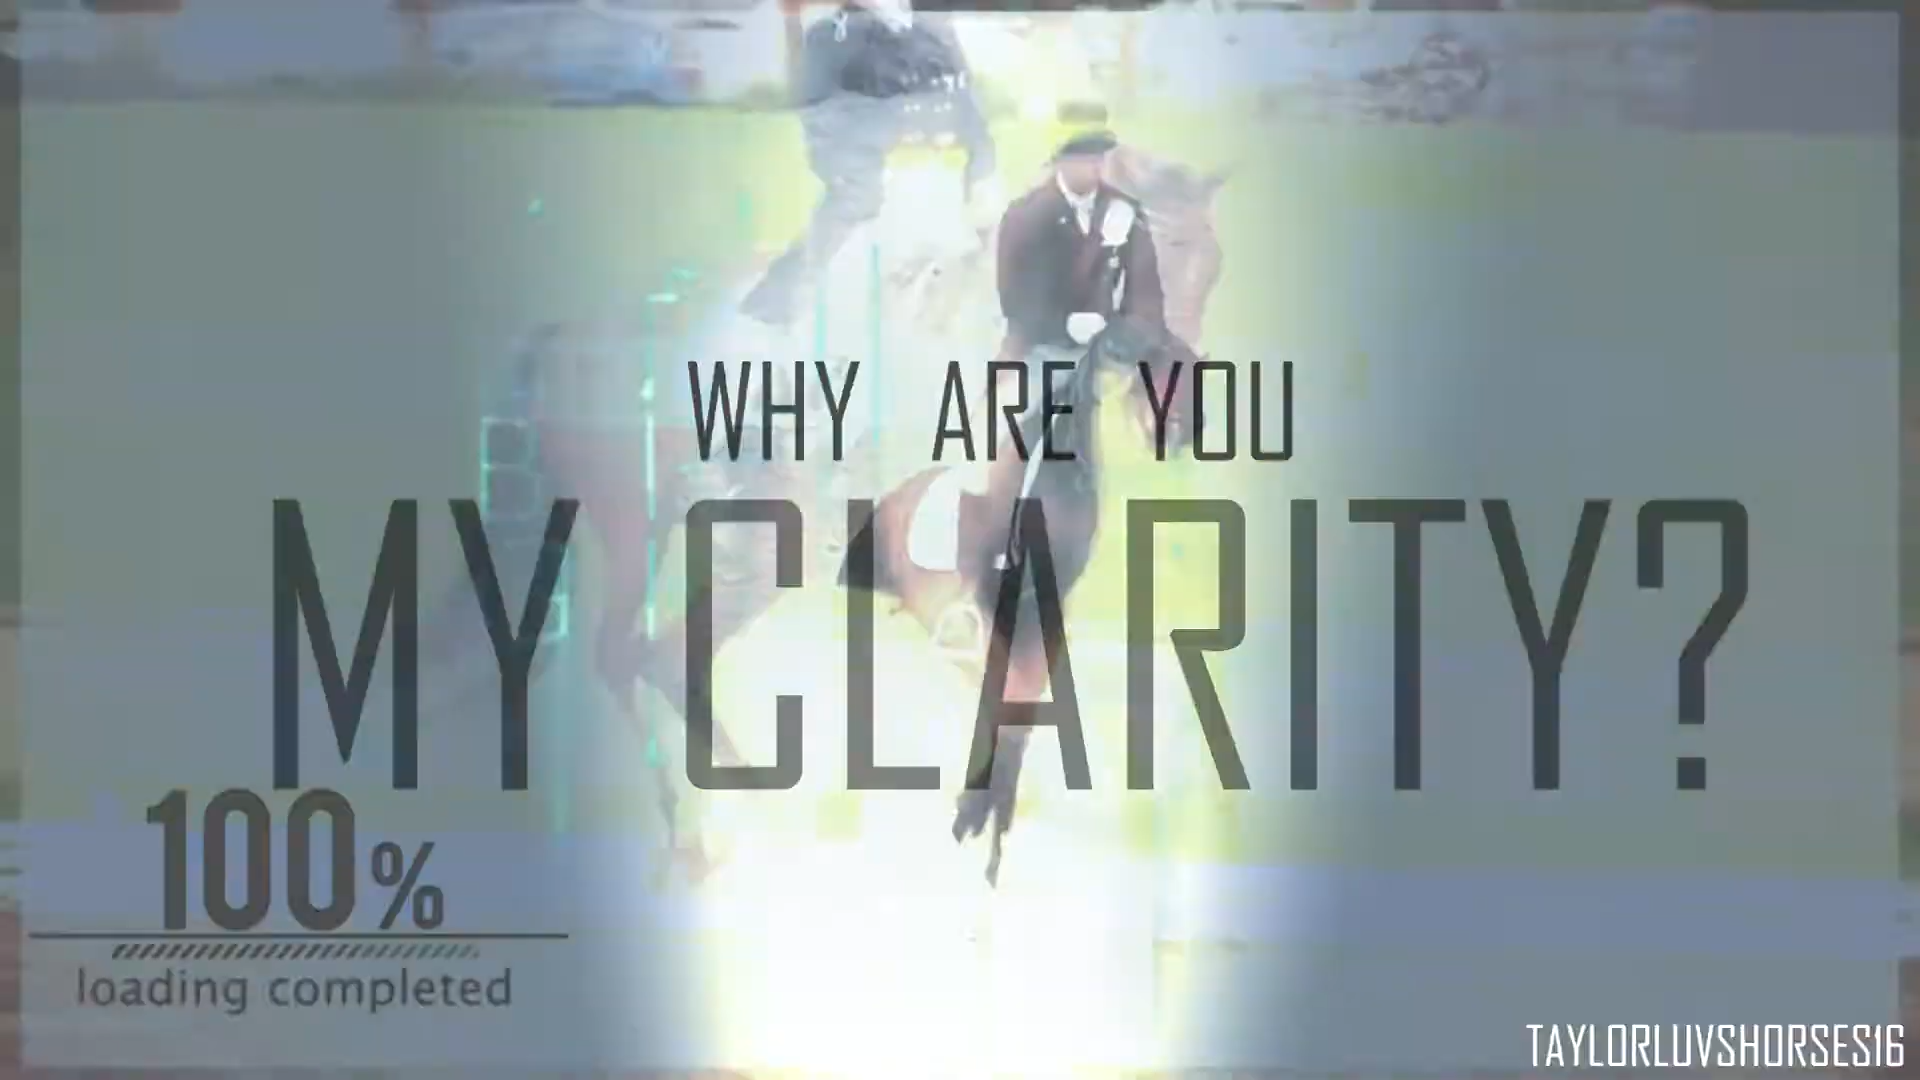 WHY ARE YOU
MY CLARITY?
100%
loading completed
TAYLORLUVSHORSES16